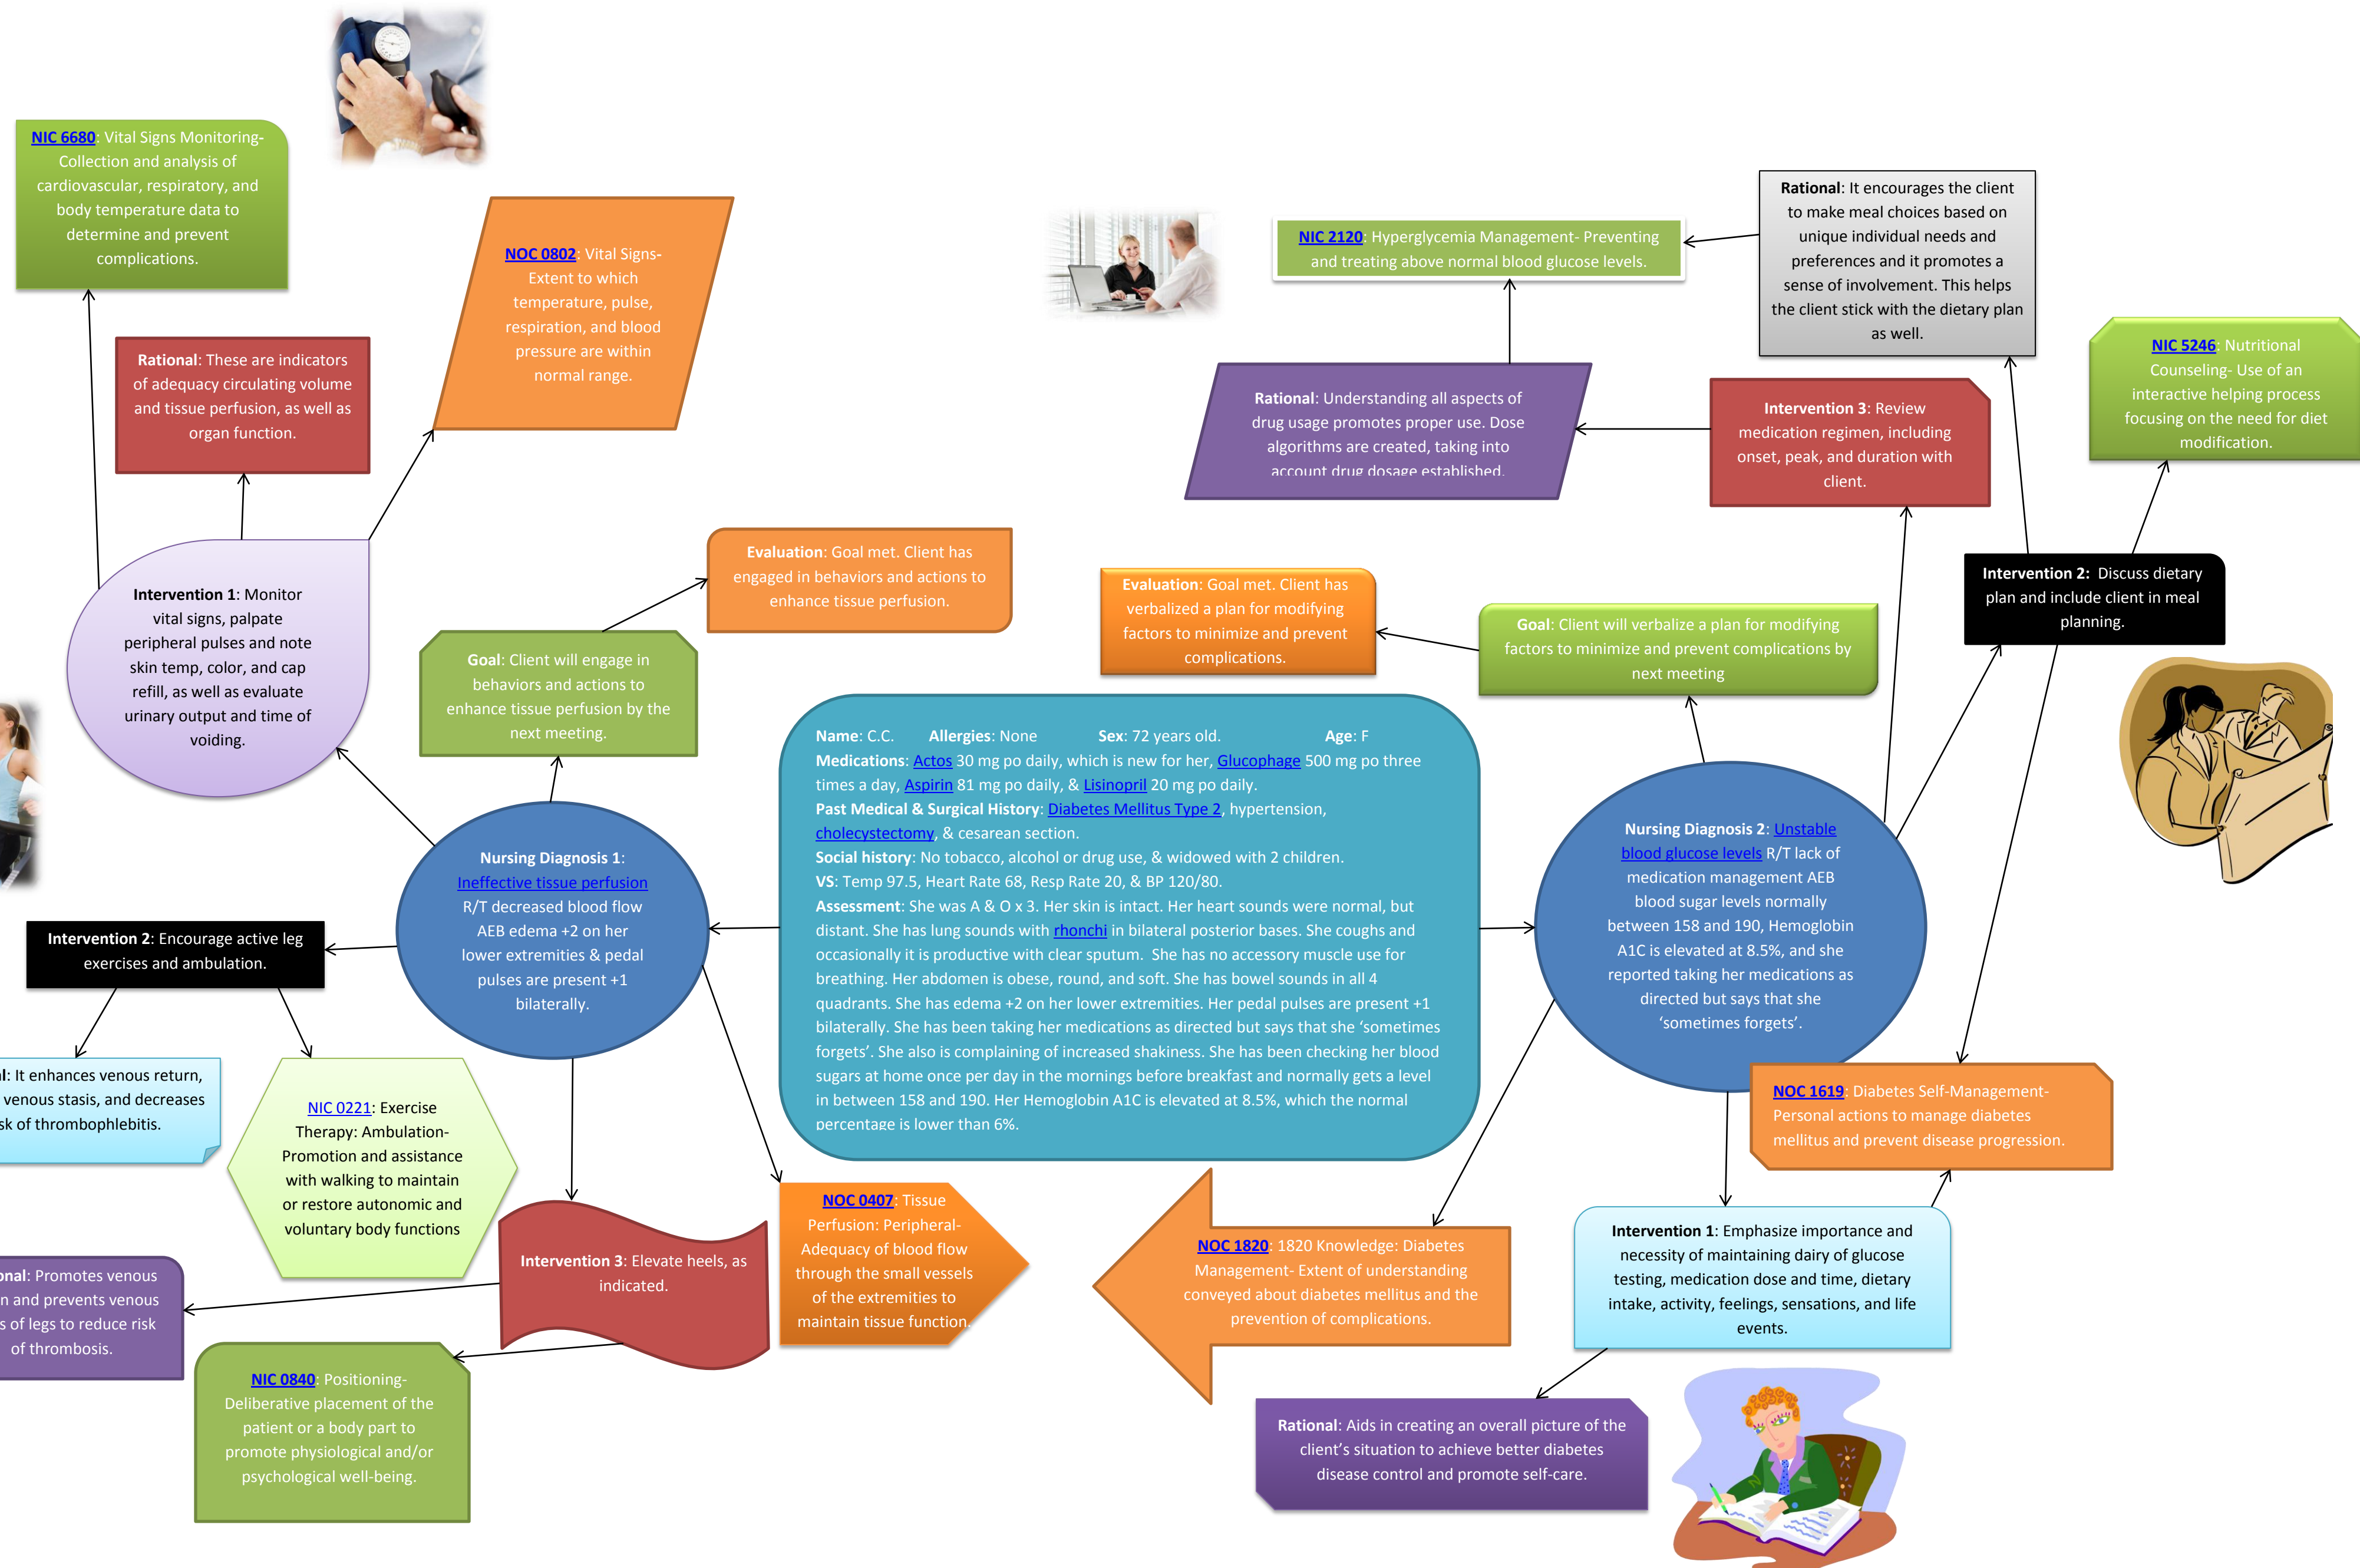 NIC 6680: Vital Signs Monitoring-
Collection and analysis of
cardiovascular, respiratory, and
body temperature data to
determine and prevent
complications.
NOC 0802: Vital Signs-
Extent to which
temperature, pulse,
respiration, and blood
pressure are within
normal range.
Rational: These are indicators
of adequacy circulating volume
and tissue perfusion, as well as
organ function.
Intervention 1: Monitor
vital signs, palpate
peripheral pulses and note
skin temp, color, and cap
refill, as well as evaluate
urinary output and time of
voiding.
Evaluation: Goal met. Client has
engaged in behaviors and actions to
enhance tissue perfusion.
Goal: Client will engage in
behaviors and actions to
enhance tissue perfusion by the
next meeting.
Nursing Diagnosis 1:
Ineffective tissue perfusion
R/T decreased blood flow
AEB edema +2 on her
lower extremities & pedal
pulses are present +1
bilaterally.
Intervention 2: Encourage active leg
exercises and ambulation.
l: It enhances venous return,
venous stasis, and decreases
sk of thrombophlebitis.
NIC 0221: Exercise
Therapy: Ambulation-
Promotion and assistance
with walking to maintain
or restore autonomic and
voluntary body functions
Intervention 3: Elevate heels, as
indicated.
onal: Promotes venous
n and prevents venous
s of legs to reduce risk
of thrombosis.
NIC 0840: Positioning-
Deliberative placement of the
patient or a body part to
promote physiological and/or
psychological well-being.
NOC 0407: Tissue
Perfusion: Peripheral-
Adequacy of blood flow
through the small vessels
of the extremities to
maintain tissue function.
Name: C.C. Allergies: None Sex: 72 years old. Age: F
Medications: Actos 30 mg po daily, which is new for her, Glucophage 500 mg po three
times a day, Aspirin 81 mg po daily, & Lisinopril 20 mg po daily.
Past Medical & Surgical History: Diabetes Mellitus Type 2, hypertension,
cholecystectomy, & cesarean section.
Social history: No tobacco, alcohol or drug use, & widowed with 2 children.
VS: Temp 97.5, Heart Rate 68, Resp Rate 20, & BP 120/80.
Assessment: She was A & O x 3. Her skin is intact. Her heart sounds were normal, but
distant. She has lung sounds with rhonchi in bilateral posterior bases. She coughs and
occasionally it is productive with clear sputum. She has no accessory muscle use for
breathing. Her abdomen is obese, round, and soft. She has bowel sounds in all 4
quadrants. She has edema +2 on her lower extremities. Her pedal pulses are present +1
bilaterally. She has been taking her medications as directed but says that she ‘sometimes
forgets’. She also is complaining of increased shakiness. She has been checking her blood
sugars at home once per day in the mornings before breakfast and normally gets a level
in between 158 and 190. Her Hemoglobin A1C is elevated at 8.5%, which the normal
percentage is lower than 6%.
NIC 2120: Hyperglycemia Management- Preventing
and treating above normal blood glucose levels.
Rational: It encourages the client
to make meal choices based on
unique individual needs and
preferences and it promotes a
sense of involvement. This helps
the client stick with the dietary plan
as well.
NIC 5246: Nutritional
Counseling- Use of an
interactive helping process
focusing on the need for diet
modification.
Rational: Understanding all aspects of
drug usage promotes proper use. Dose
algorithms are created, taking into
account drug dosage established.
Intervention 3: Review
medication regimen, including
onset, peak, and duration with
client.
Intervention 2: Discuss dietary
plan and include client in meal
planning.
Evaluation: Goal met. Client has
verbalized a plan for modifying
factors to minimize and prevent
complications.
Goal: Client will verbalize a plan for modifying
factors to minimize and prevent complications by
next meeting
Nursing Diagnosis 2: Unstable
blood glucose levels R/T lack of
medication management AEB
blood sugar levels normally
between 158 and 190, Hemoglobin
A1C is elevated at 8.5%, and she
reported taking her medications as
directed but says that she
‘sometimes forgets’.
NOC 1619: Diabetes Self-Management-
Personal actions to manage diabetes
mellitus and prevent disease progression.
NOC 1820: 1820 Knowledge: Diabetes
Management- Extent of understanding
conveyed about diabetes mellitus and the
prevention of complications.
Intervention 1: Emphasize importance and
necessity of maintaining dairy of glucose
testing, medication dose and time, dietary
intake, activity, feelings, sensations, and life
events.
Rational: Aids in creating an overall picture of the
client’s situation to achieve better diabetes
disease control and promote self-care.